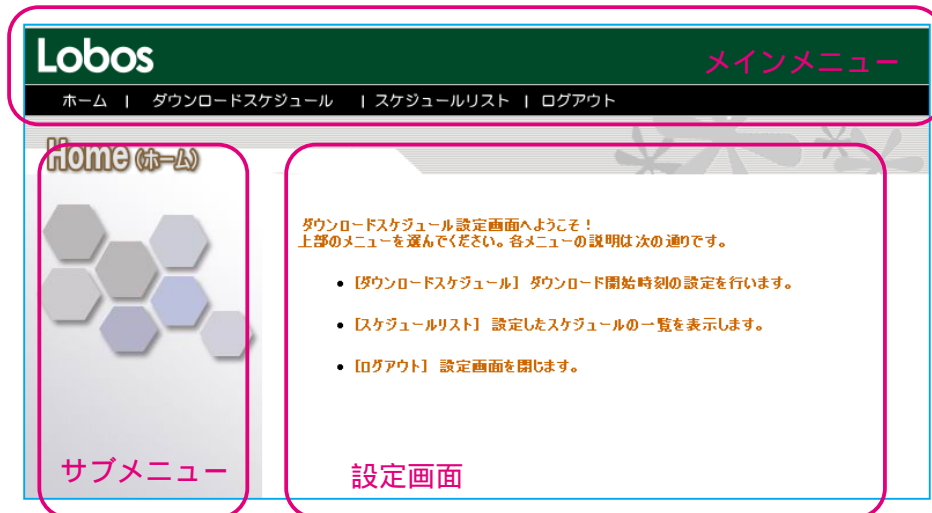 Lobos
メインメニュー
ホーム | ダウンロードスケジュール | スケジュールリスト | ログアウト
Home (ホーム)
ダウンロードスケジュール設定画面へようこそ！
上部のメニューを選んでください。各メニューの説明は次の通りです。
• [ダウンロードスケジュール] ダウンロード開始時刻の設定を行います。
• [スケジュールリスト] 設定したスケジュールの一覧を表示します。
• [ログアウト] 設定画面を閉じます。
サブメニュー
設定画面